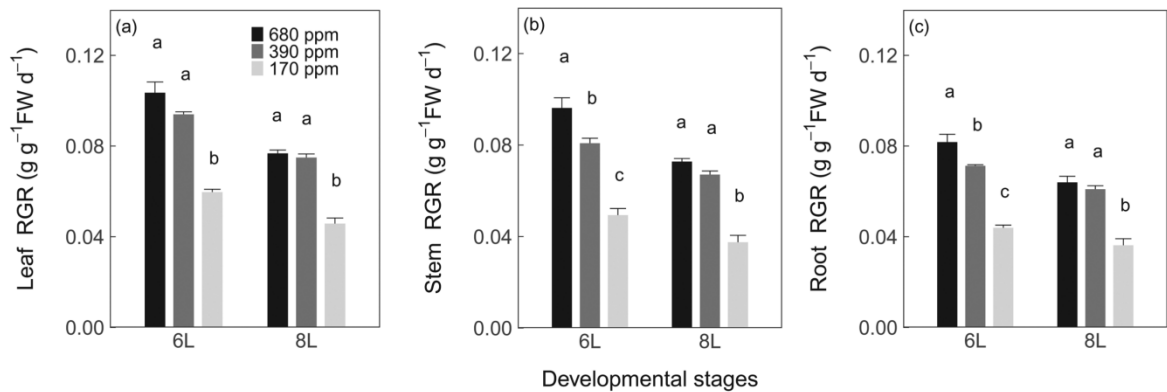 (a)
680 ppm
390 ppm
170 ppm
Leaf RGR (g g⁻¹FW d⁻¹)
0.12
0.08
0.04
0.00
a
a
b
a
a
b
6L
8L
(b)
Stem RGR (g g⁻¹FW d⁻¹)
0.12
0.08
0.04
0.00
a
b
c
a
a
b
6L
8L
(c)
Root RGR (g g⁻¹FW d⁻¹)
0.12
0.08
0.04
0.00
a
b
c
a
a
b
6L
8L
Developmental stages